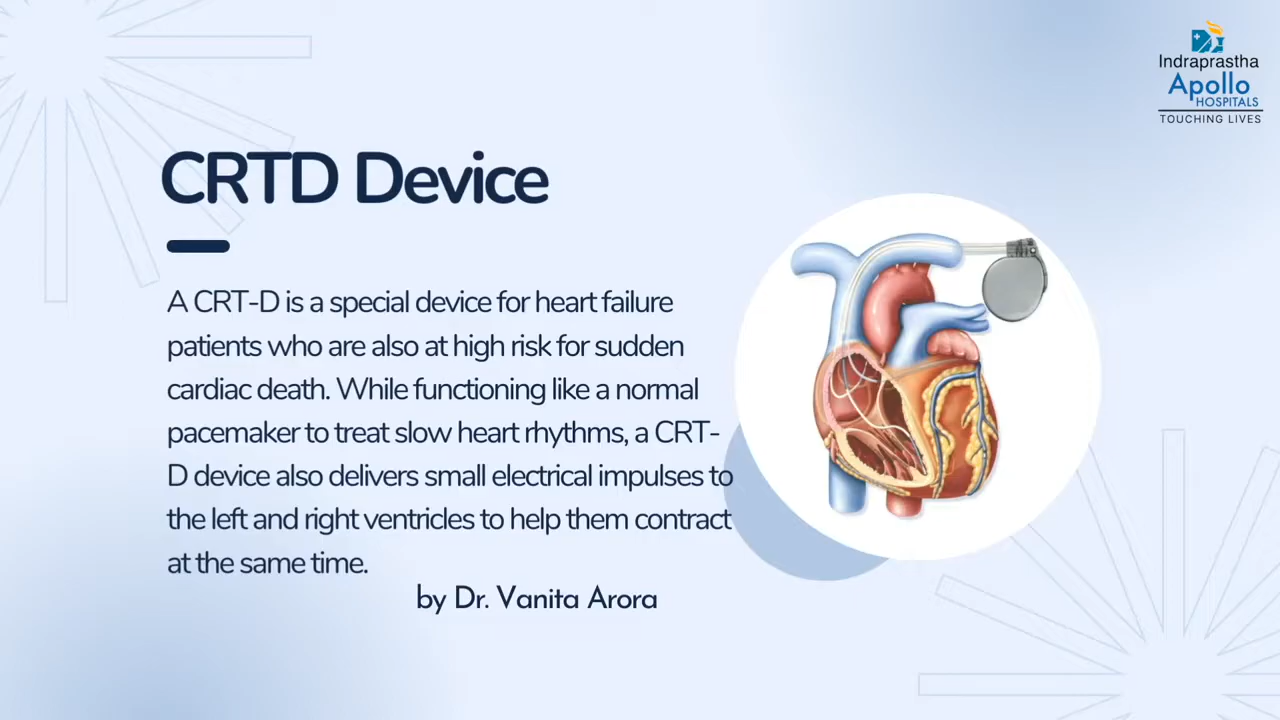 Indraprastha
Apollo
HOSPITALS
TOUCHING LIVES
CRTD Device
A CRT-D is a special device for heart failure
patients who are also at high risk for sudden
cardiac death. While functioning like a normal
pacemaker to treat slow heart rhythms, a CRT-
D device also delivers small electrical impulses to
the left and right ventricles to help them contract
at the same time.
by Dr. Vanita Arora